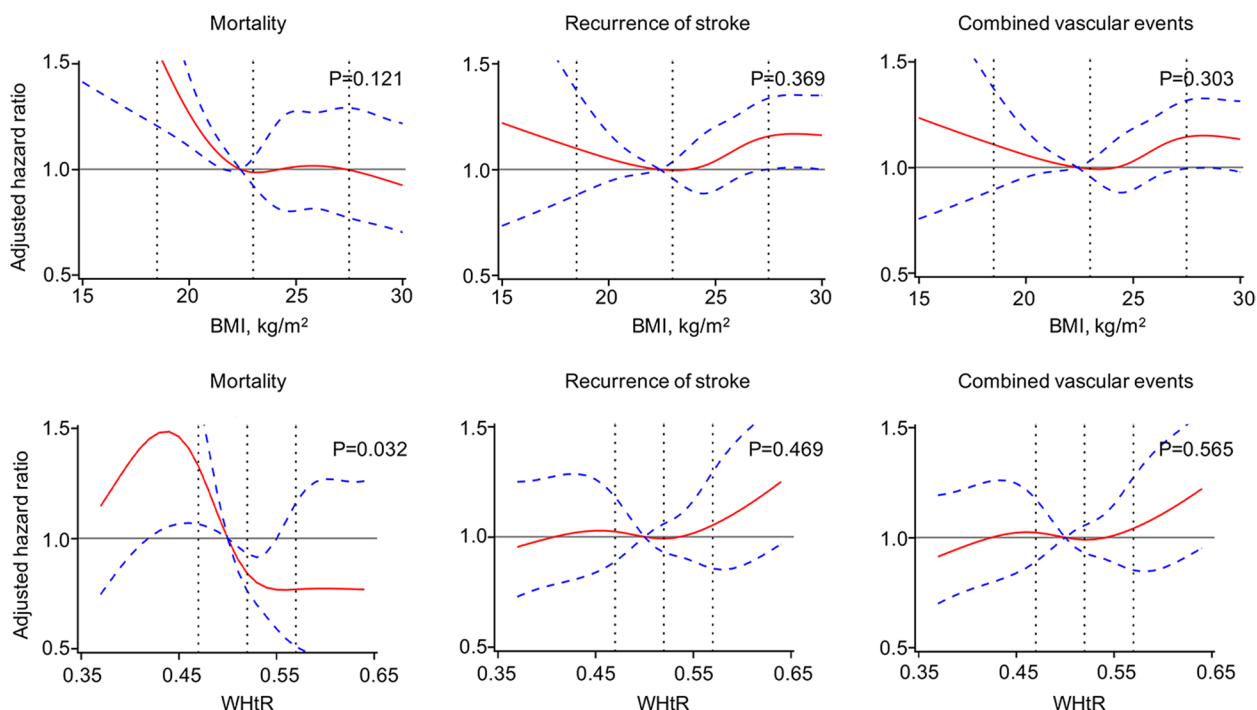 Mortality
Recurrence of stroke
Combined vascular events
Adjusted hazard ratio
1.5
P=0.121
1.0
0.5
15 20 25 30
BMI, kg/m²
1.5
P=0.369
1.0
0.5
15 20 25 30
BMI, kg/m²
1.5
P=0.303
1.0
0.5
15 20 25 30
BMI, kg/m²
Mortality
Recurrence of stroke
Combined vascular events
Adjusted hazard ratio
1.5
P=0.032
1.0
0.5
0.35 0.45 0.55 0.65
WHtR
1.5
P=0.469
1.0
0.5
0.35 0.45 0.55 0.65
WHtR
1.5
P=0.565
1.0
0.5
0.35 0.45 0.55 0.65
WHtR